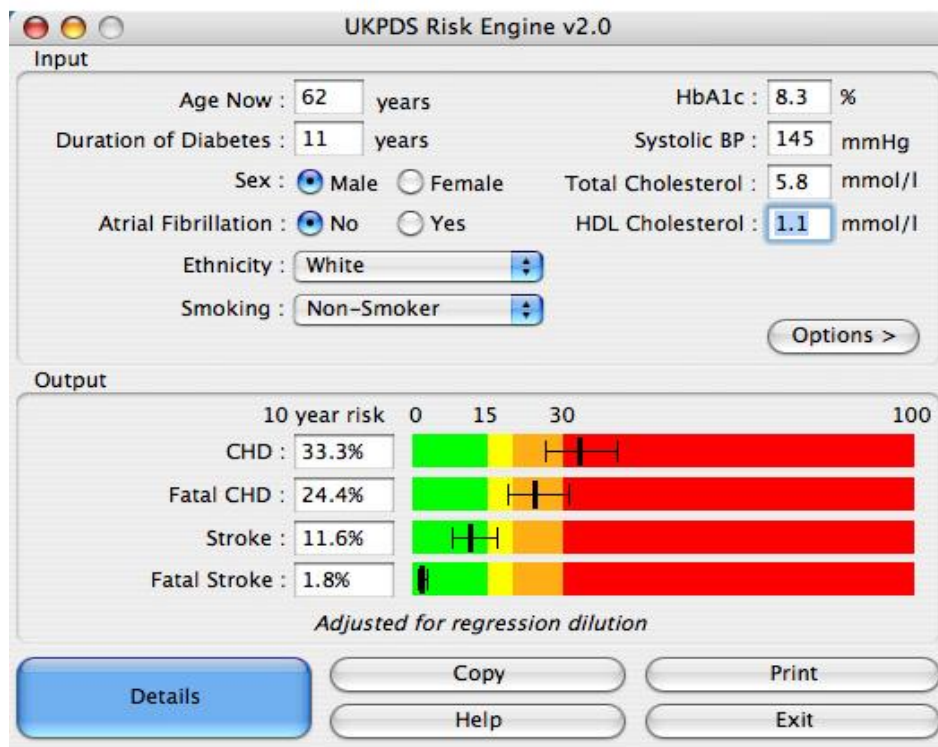 UKPDS Risk Engine v2.0
Input
Age Now : 62 years
HbA1c : 8.3 %
Duration of Diabetes : 11 years
Systolic BP : 145 mmHg
Sex : Male Female
Total Cholesterol : 5.8 mmol/l
Atrial Fibrillation : No Yes
HDL Cholesterol : 1.1 mmol/l
Ethnicity : White
Smoking : Non-Smoker
Options >
Output
10 year risk 0 15 30 100
CHD : 33.3%
Fatal CHD : 24.4%
Stroke : 11.6%
Fatal Stroke : 1.8%
Adjusted for regression dilution
Details
Copy
Print
Help
Exit